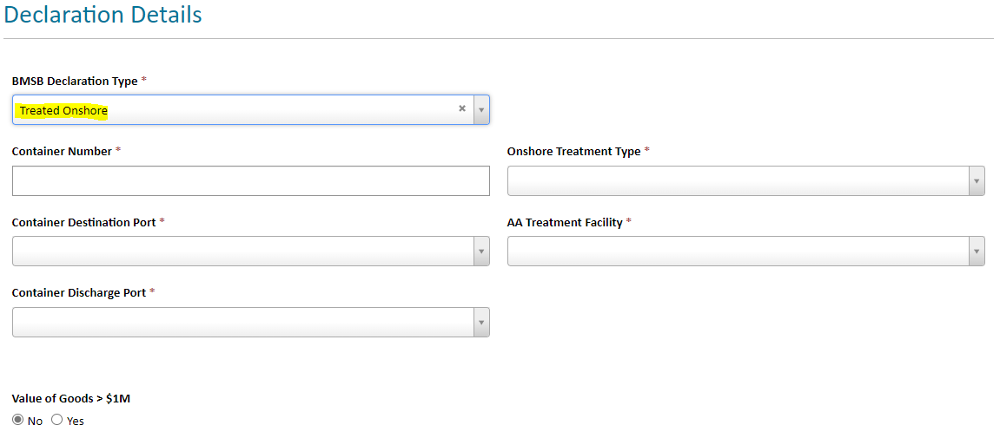 Declaration Details
BMSB Declaration Type *
Treated Onshore
Container Number *
Onshore Treatment Type *
Container Destination Port *
AA Treatment Facility *
Container Discharge Port *
Value of Goods > $1M
No Yes